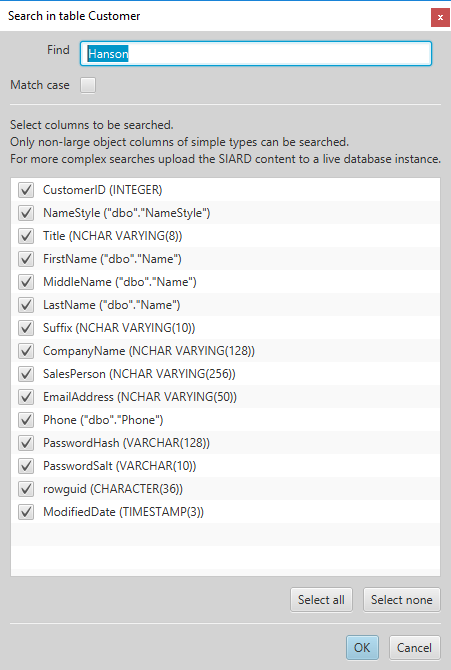 Search in table Customer
x
Find
Hanson
Match case
Select columns to be searched.
Only non-large object columns of simple types can be searched.
For more complex searches upload the SIARD content to a live database instance.
CustomerID (INTEGER)
NameStyle ("dbo"."NameStyle")
Title (NCHAR VARYING(8))
FirstName ("dbo"."Name")
MiddleName ("dbo"."Name")
LastName ("dbo"."Name")
Suffix (NCHAR VARYING(10))
CompanyName (NCHAR VARYING(128))
SalesPerson (NCHAR VARYING(256))
EmailAddress (NCHAR VARYING(50))
Phone ("dbo"."Phone")
PasswordHash (VARCHAR(128))
PasswordSalt (VARCHAR(10))
rowguid (CHARACTER(36))
ModifiedDate (TIMESTAMP(3))
Select all
Select none
OK
Cancel